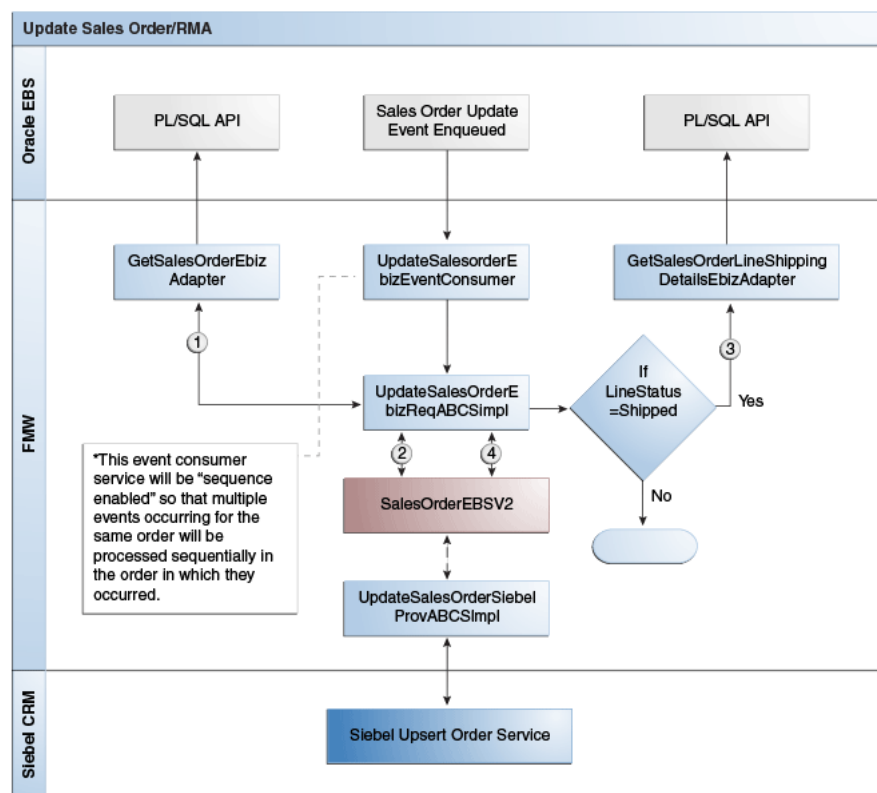 Update Sales Order/RMA
Oracle EBS
PL/SQL API
Sales Order Update
Event Enqueued
PL/SQL API
FMW
GetSalesOrderEbiz
Adapter
UpdateSalesorderE
bizEventConsumer
GetSalesOrderLineShipping
DetailsEbizAdapter
1
3
If
LineStatus
=Shipped
Yes
UpdateSalesOrderE
bizReqABCSimpl
2
4
No
*This event consumer
service will be “sequence
enabled” so that multiple
events occurring for the
same order will be
processed sequentially in
the order in which they
occurred.
SalesOrderEBSV2
UpdateSalesOrderSiebel
ProvABCSImpl
Siebel CRM
Siebel Upsert Order Service